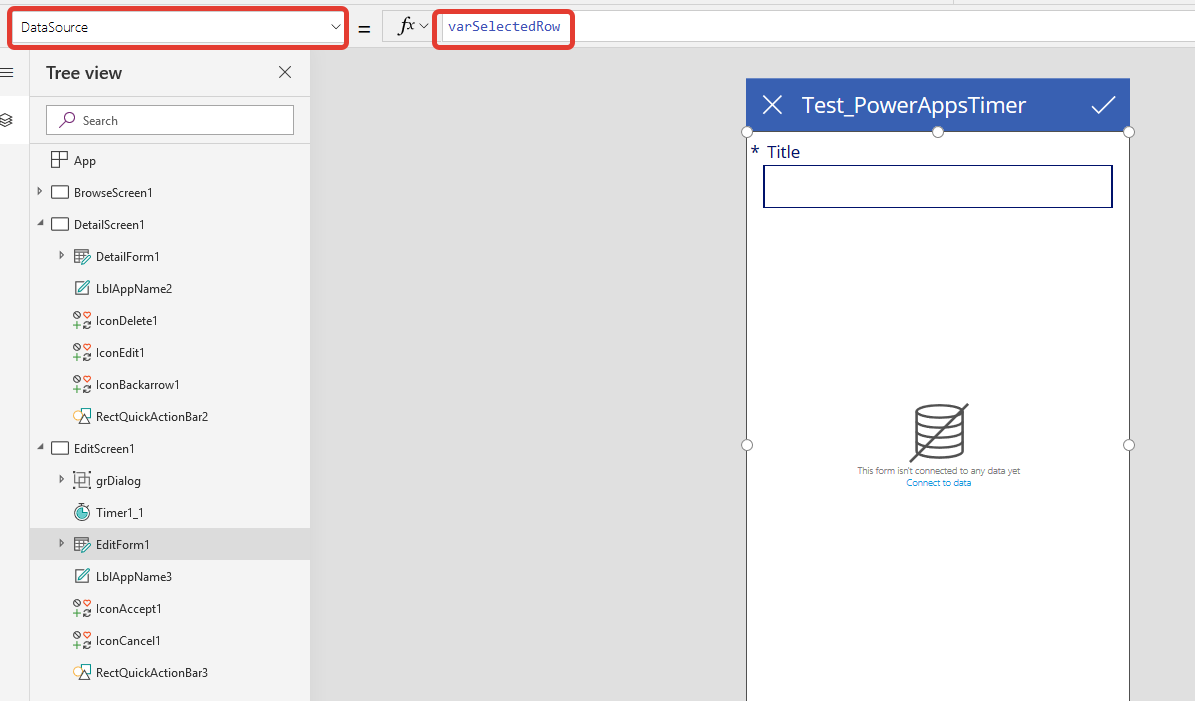 DataSource
=
fx
varSelectedRow
Tree view
Search
App
BrowseScreen1
DetailScreen1
DetailForm1
LblAppName2
IconDelete1
IconEdit1
IconBackarrow1
RectQuickActionBar2
EditScreen1
grDialog
Timer1_1
EditForm1
LblAppName3
IconAccept1
IconCancel1
RectQuickActionBar3
Test_PowerAppsTimer
* Title
This form isn't connected to any data yet
Connect to data